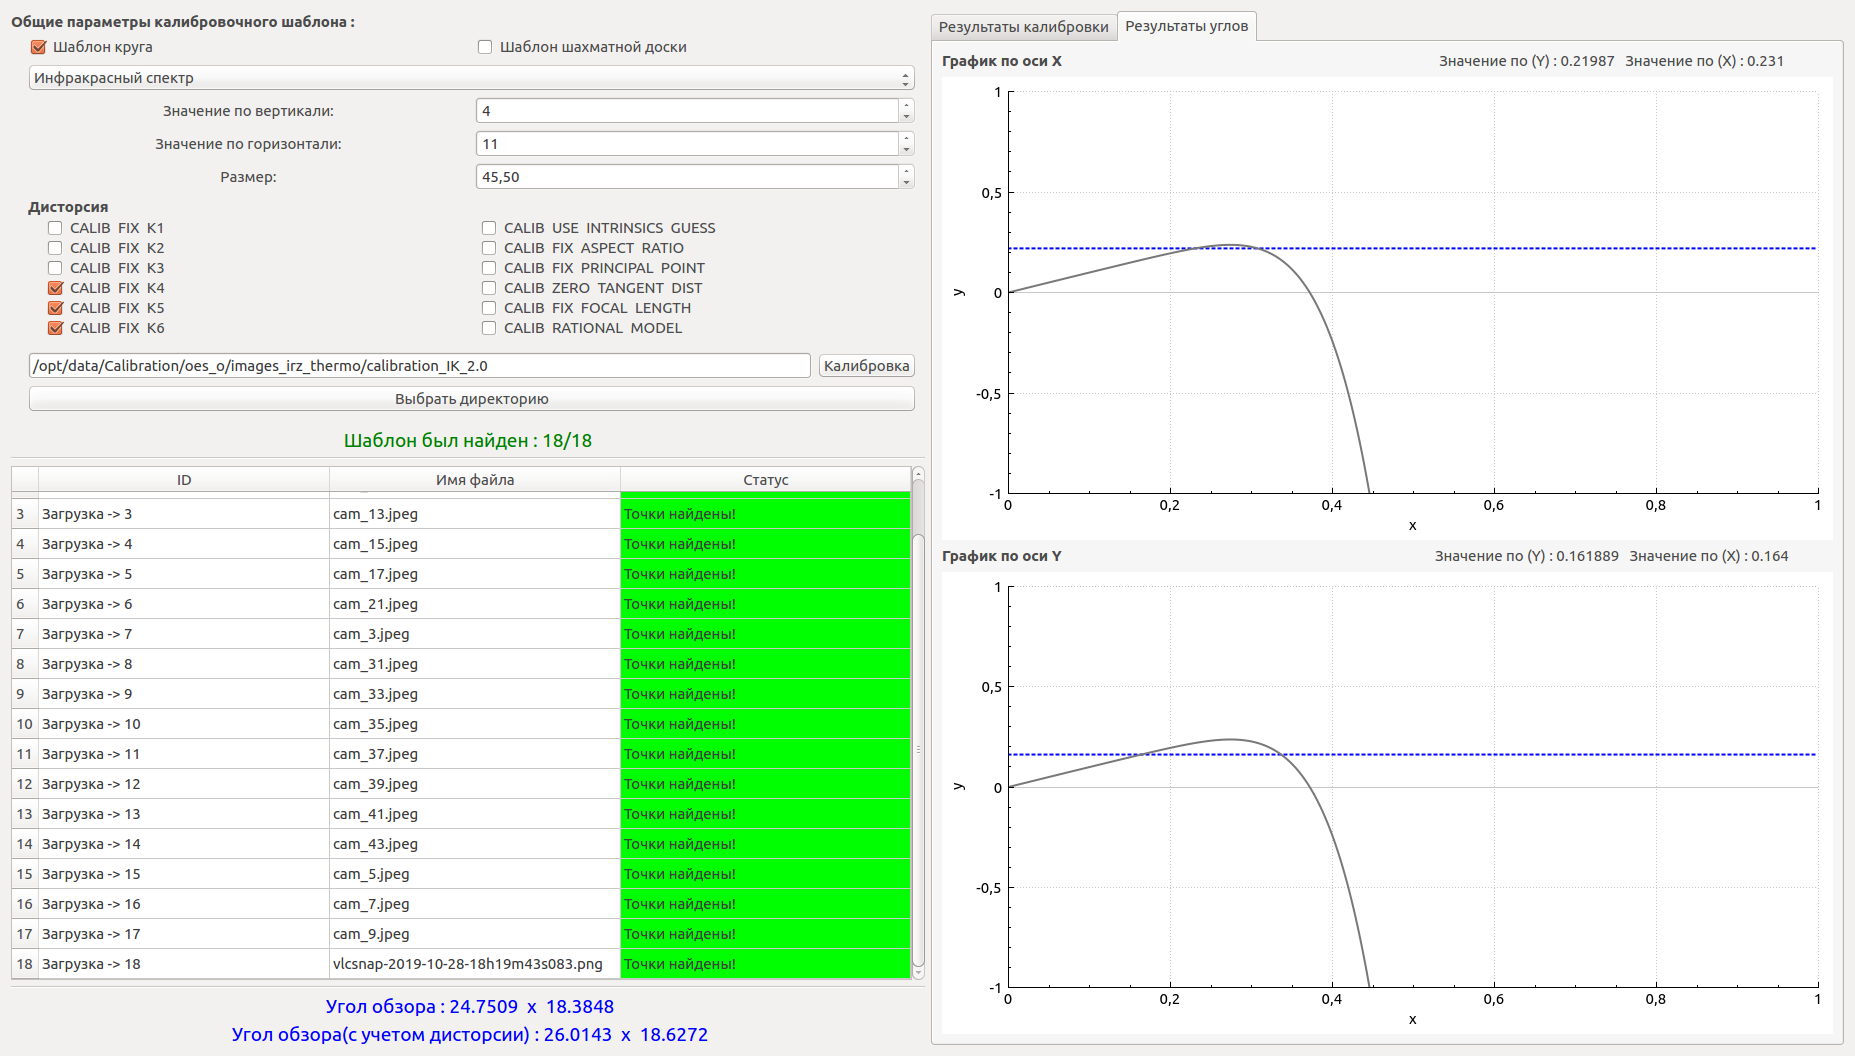 Общие параметры калибровочного шаблона :
Шаблон круга
Шаблон шахматной доски
Инфракрасный спектр
Значение по вертикали:
4
Значение по горизонтали:
11
Размер:
45,50
Дисторсия
CALIB FIX K1
CALIB FIX K2
CALIB FIX K3
CALIB FIX K4
CALIB FIX K5
CALIB FIX K6
CALIB USE INTRINSICS GUESS
CALIB FIX ASPECT RATIO
CALIB FIX PRINCIPAL POINT
CALIB ZERO TANGENT DIST
CALIB FIX FOCAL LENGTH
CALIB RATIONAL MODEL
/opt/data/Calibration/oes_o/images_irz_thermo/calibration_IK_2.0
Калибровка
Выбрать директорию
Шаблон был найден : 18/18
ID Имя файла Статус
3 Загрузка -> 3 cam_13.jpeg Точки найдены!
4 Загрузка -> 4 cam_15.jpeg Точки найдены!
5 Загрузка -> 5 cam_17.jpeg Точки найдены!
6 Загрузка -> 6 cam_21.jpeg Точки найдены!
7 Загрузка -> 7 cam_3.jpeg Точки найдены!
8 Загрузка -> 8 cam_31.jpeg Точки найдены!
9 Загрузка -> 9 cam_33.jpeg Точки найдены!
10 Загрузка -> 10 cam_35.jpeg Точки найдены!
11 Загрузка -> 11 cam_37.jpeg Точки найдены!
12 Загрузка -> 12 cam_39.jpeg Точки найдены!
13 Загрузка -> 13 cam_41.jpeg Точки найдены!
14 Загрузка -> 14 cam_43.jpeg Точки найдены!
15 Загрузка -> 15 cam_5.jpeg Точки найдены!
16 Загрузка -> 16 cam_7.jpeg Точки найдены!
17 Загрузка -> 17 cam_9.jpeg Точки найдены!
18 Загрузка -> 18 vlcsnap-2019-10-28-18h19m43s083.png Точки найдены!
Угол обзора : 24.7509 x 18.3848
Угол обзора(с учетом дисторсии) : 26.0143 x 18.6272
Результаты калибровки
Результаты углов
График по оси X
Значение по (Y) : 0.21987 Значение по (X) : 0.231
1
0,5
0
-0,5
-1
y
0 0,2 0,4 0,6 0,8 1
x
График по оси Y
Значение по (Y) : 0.161889 Значение по (X) : 0.164
1
0,5
0
-0,5
-1
y
0 0,2 0,4 0,6 0,8 1
x